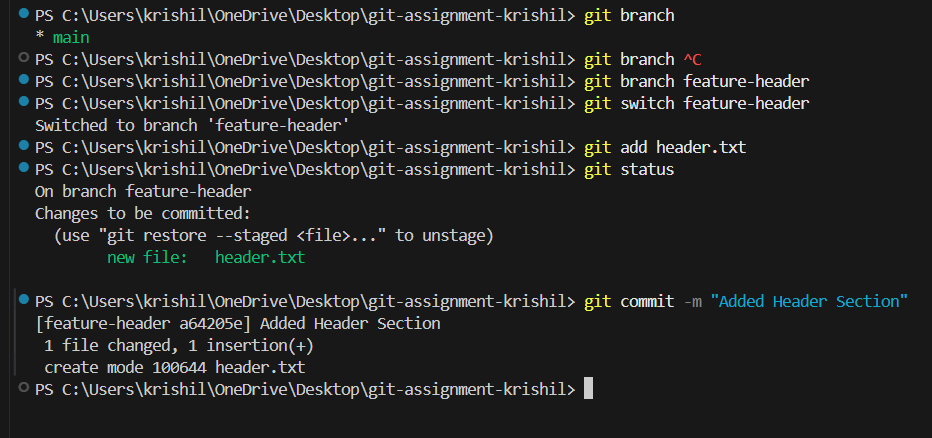 PS C:\Users\krishil\OneDrive\Desktop\git-assignment-krishil> git branch
* main
PS C:\Users\krishil\OneDrive\Desktop\git-assignment-krishil> git branch ^C
PS C:\Users\krishil\OneDrive\Desktop\git-assignment-krishil> git branch feature-header
PS C:\Users\krishil\OneDrive\Desktop\git-assignment-krishil> git switch feature-header
Switched to branch 'feature-header'
PS C:\Users\krishil\OneDrive\Desktop\git-assignment-krishil> git add header.txt
PS C:\Users\krishil\OneDrive\Desktop\git-assignment-krishil> git status
On branch feature-header
Changes to be committed:
  (use "git restore --staged <file>..." to unstage)
        new file:   header.txt

PS C:\Users\krishil\OneDrive\Desktop\git-assignment-krishil> git commit -m "Added Header Section"
[feature-header a64205e] Added Header Section
 1 file changed, 1 insertion(+)
 create mode 100644 header.txt
PS C:\Users\krishil\OneDrive\Desktop\git-assignment-krishil>